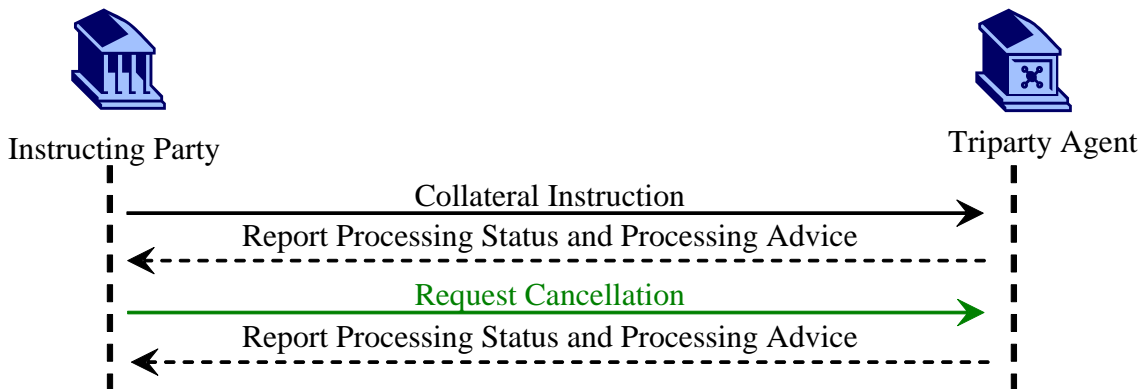 Instructing Party
Triparty Agent
Collateral Instruction
Report Processing Status and Processing Advice
Request Cancellation
Report Processing Status and Processing Advice